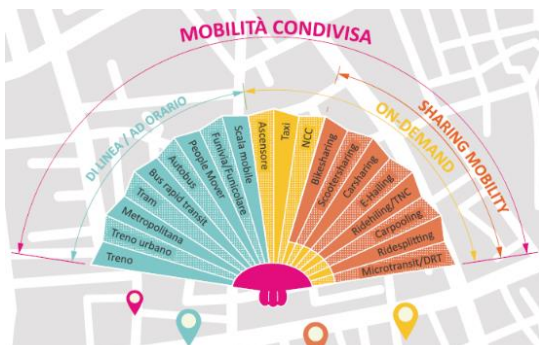 MOBILITÀ CONDIVISA
DI LINEA / AD ORARIO
ON-DEMAND
SHARING MOBILITY
Treno
Treno urbano
Metropolitana
Tram
Bus rapid transit
Autobus
People Mover
Funivia/Funicolare
Scala mobile
Ascensore
Taxi
NCC
Bikesharing
Scootersharing
Carsharing
E-Hailing
Ridehiling/TNC
Carpooling
Ridesplitting
Microtransit/DRT